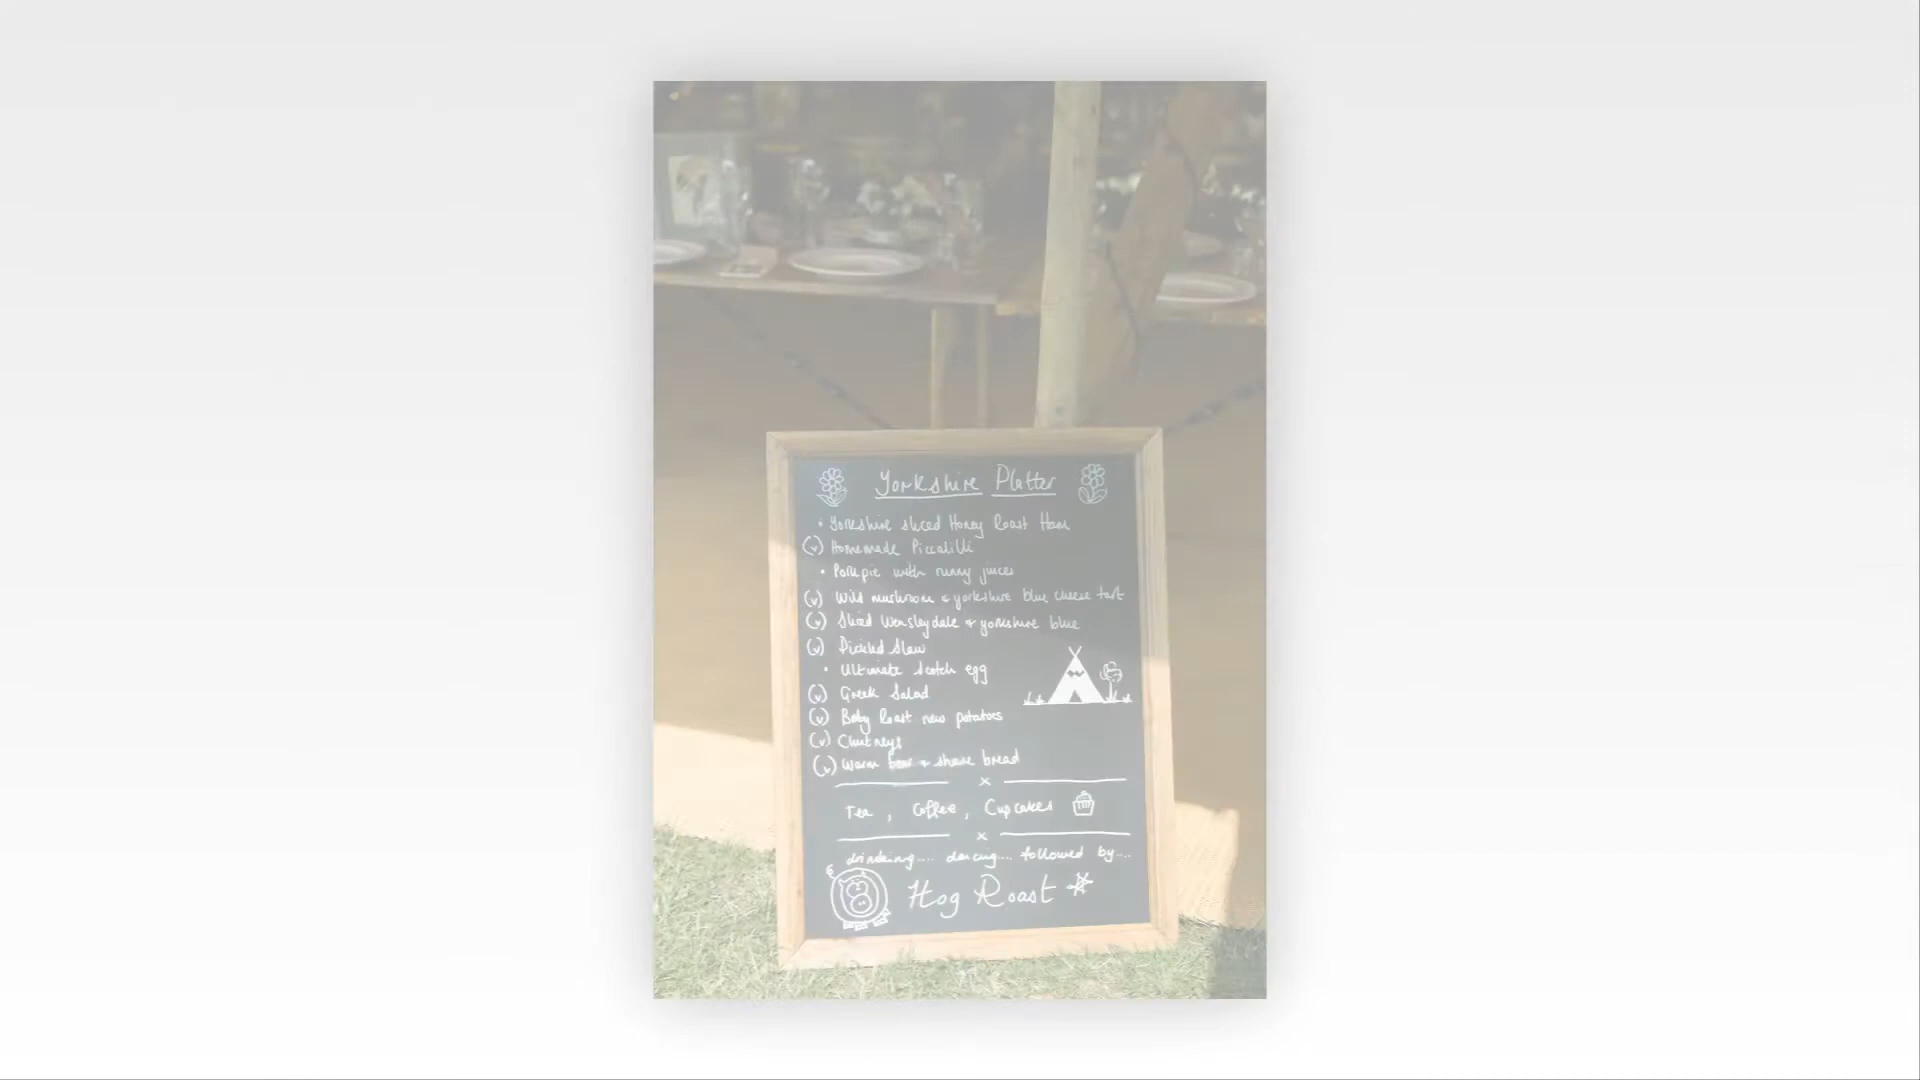 Yorkshire Platter
• Yorkshire sliced Honey Roast Ham
(v) Homemade Piccalilli
• Pork pie with runny juices
(v) Wild mushroom & yorkshire blue cheese tart
(v) Sliced Wensleydale & yorkshire blue
(v) Pickled Slaw
• Ultimate Scotch egg
(v) Greek Salad
(v) Baby Roast new potatoes
(v) Chutneys
(v) Warm & share bread
x
Tea, Coffee, Cupcakes
x
drinking.... dancing.... followed by....
Hog Roast